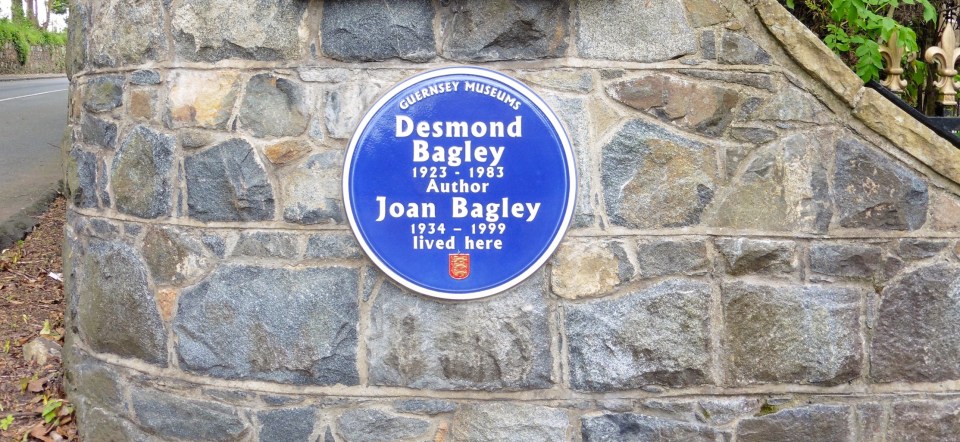 GUERNSEY MUSEUMS
Desmond
Bagley
1923 - 1983
Author
Joan Bagley
1934 - 1999
lived here